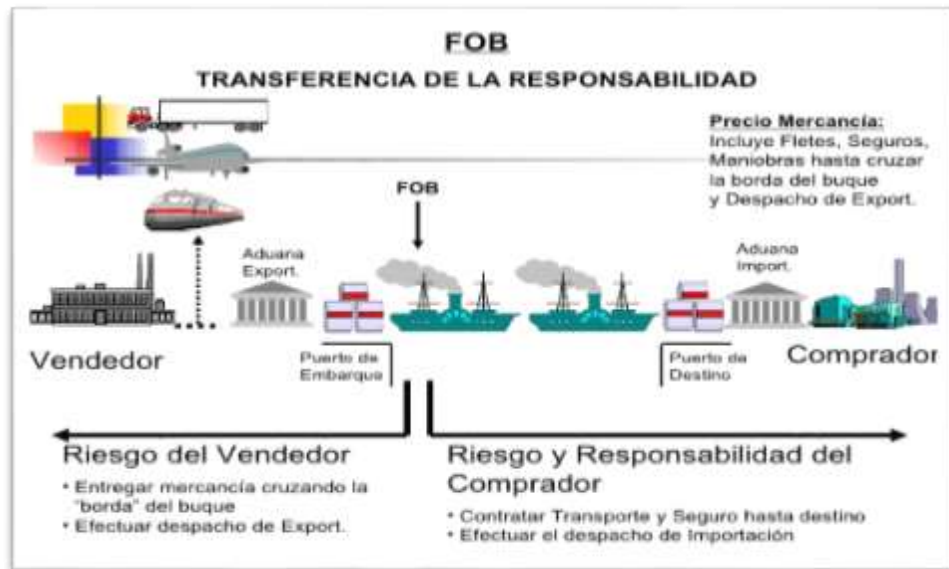 FOB
TRANSFERENCIA DE LA RESPONSABILIDAD
Precio Mercancía:
Incluye Fletes, Seguros,
Maniobras hasta cruzar
la borda del buque
y Despacho de Export.
FOB
Aduana
Export.
Aduana
Import.
Vendedor
Puerto de
Embarque
Puerto de
Destino
Comprador
Riesgo del Vendedor
• Entregar mercancía cruzando la
"borda" del buque
• Efectuar despacho de Export.
Riesgo y Responsabilidad del
Comprador
• Contratar Transporte y Seguro hasta destino
• Efectuar el despacho de Importación